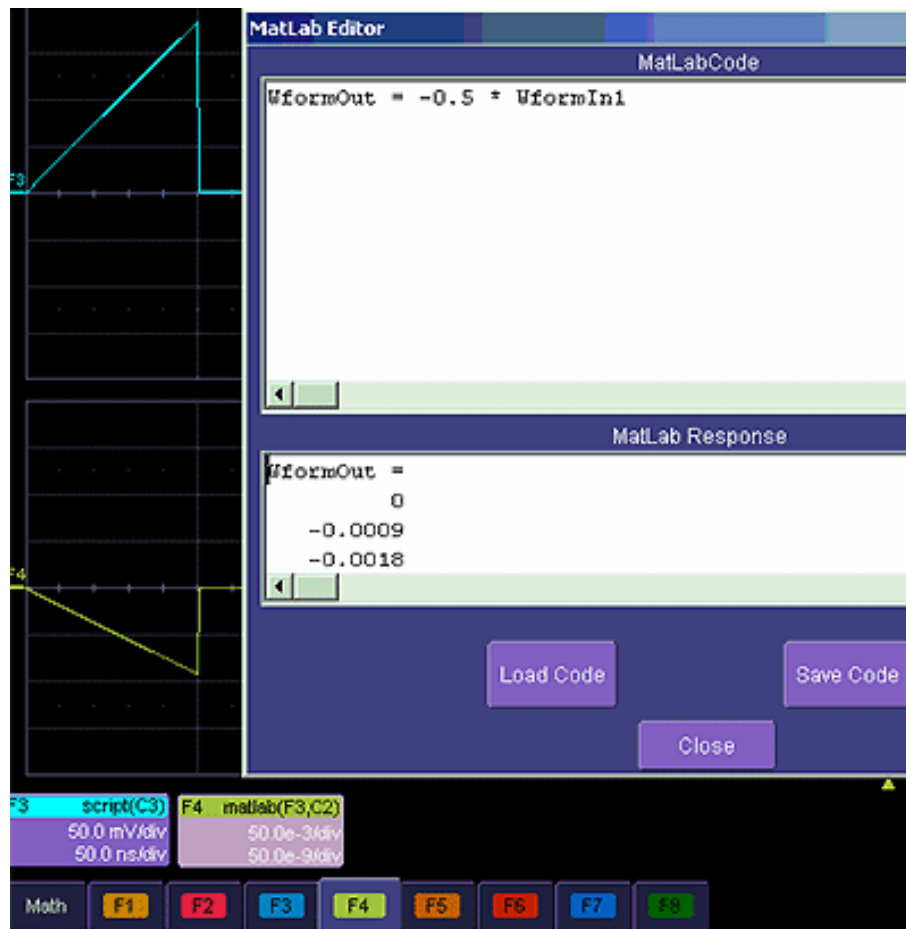 MatLab Editor
MatLabCode
WformOut = -0.5 * WformIn1
F3
MatLab Response
WformOut =
0
-0.0009
-0.0018
F4
Load Code
Save Code
Close
F3 script(C3)
50.0 mV/div
50.0 ns/div
F4 matlab(F3,C2)
50.0e-3/div
50.0e-9/div
Math
F1
F2
F3
F4
F5
F6
F7
F8